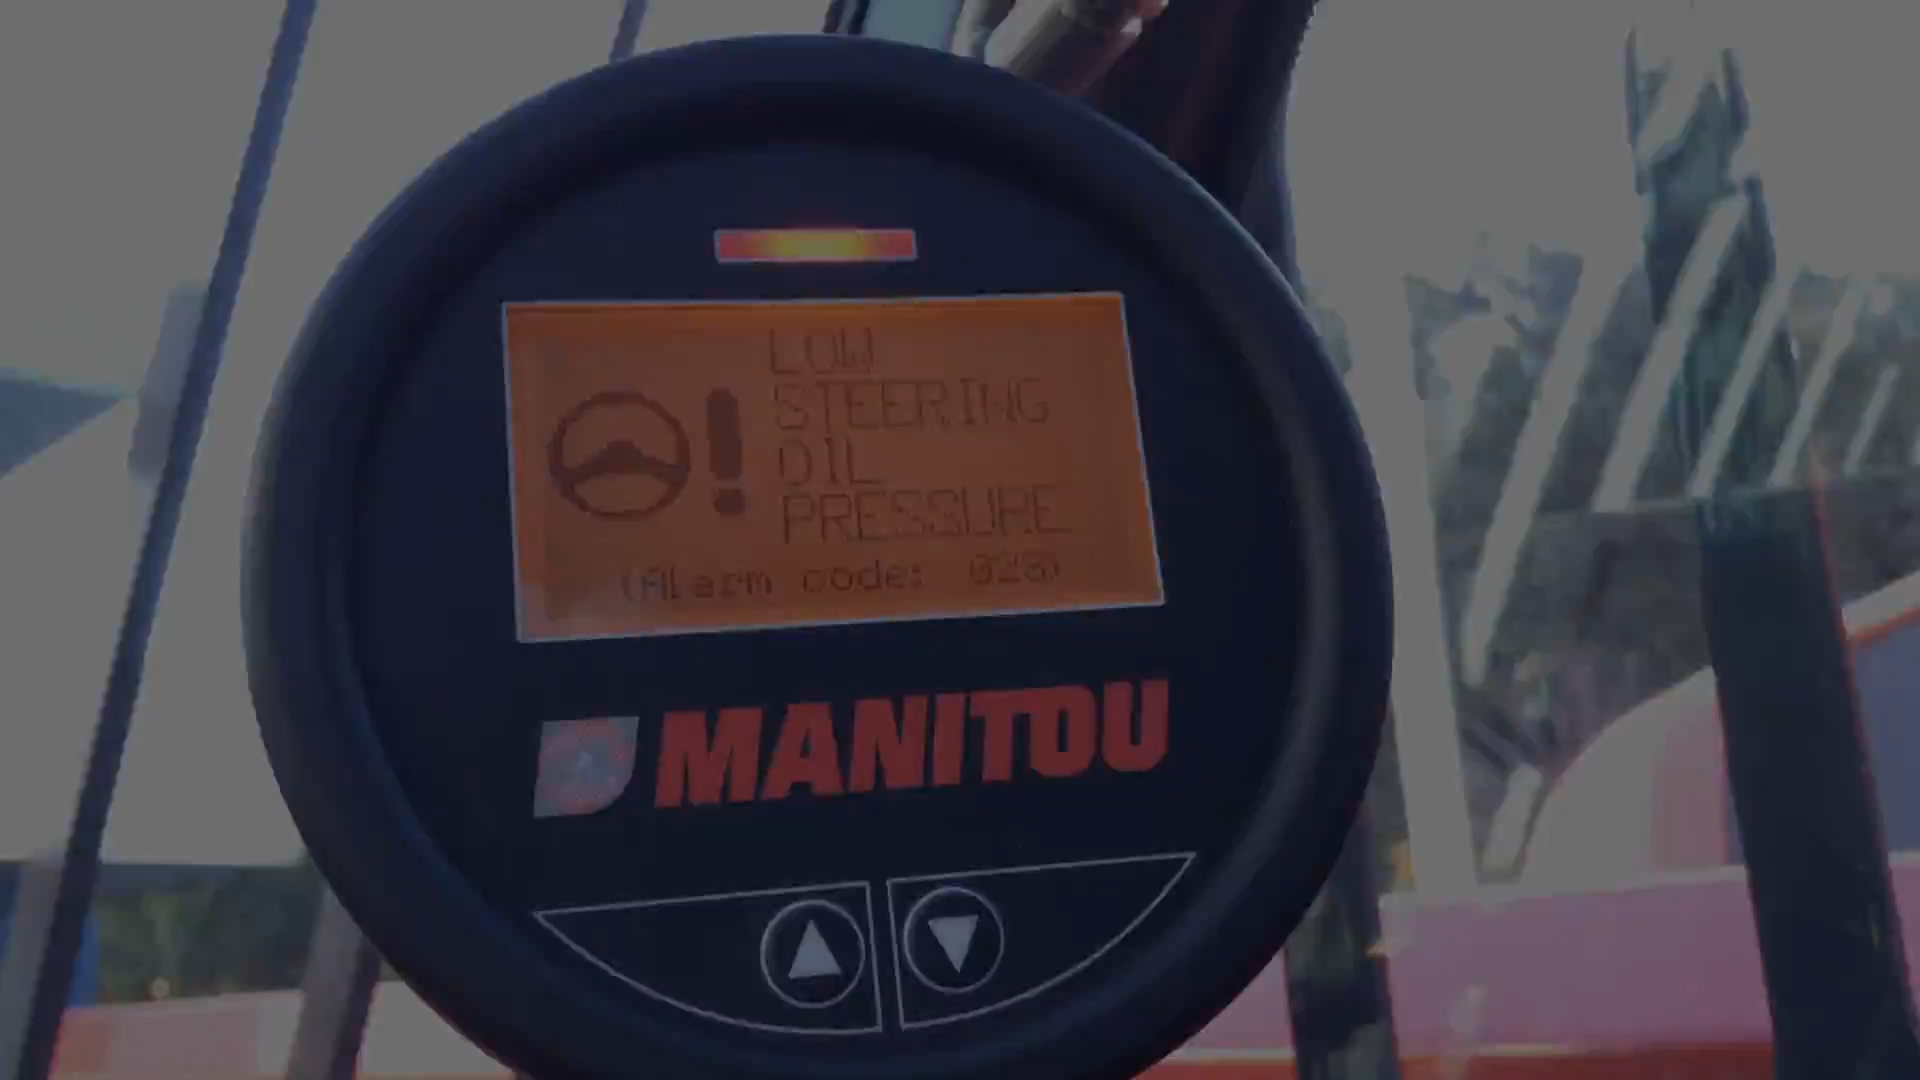 LOW
STEERING
OIL
PRESSURE
(Alarm code: 028)
MANITOU